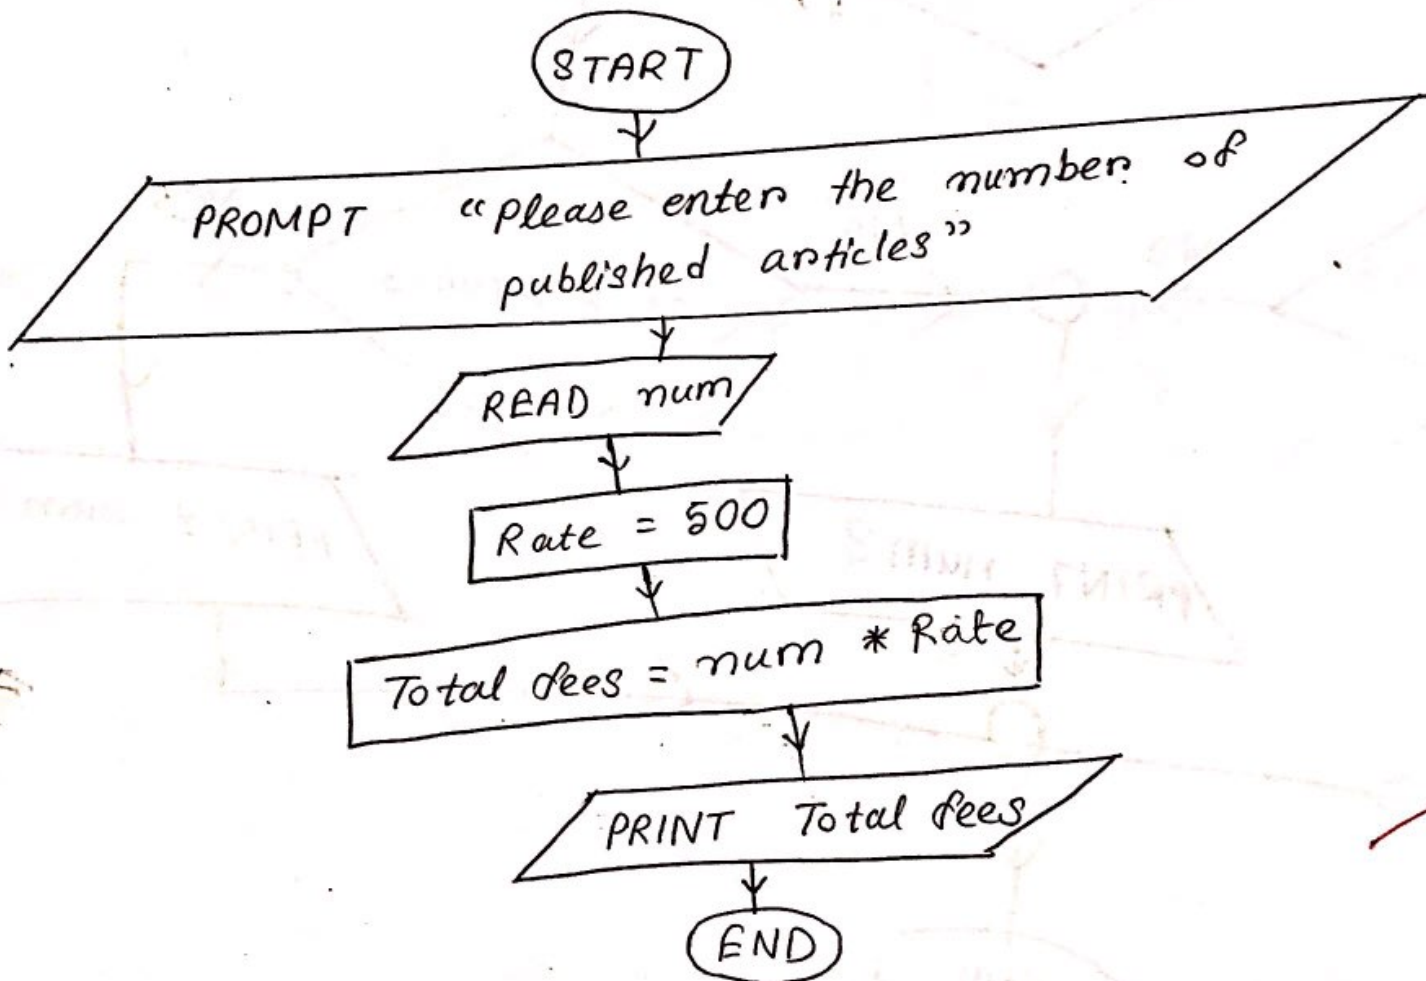 START
PROMPT “Please enter the number of
published articles”
READ num
Rate = 500
Total fees = num * Rate
PRINT Total fees
END